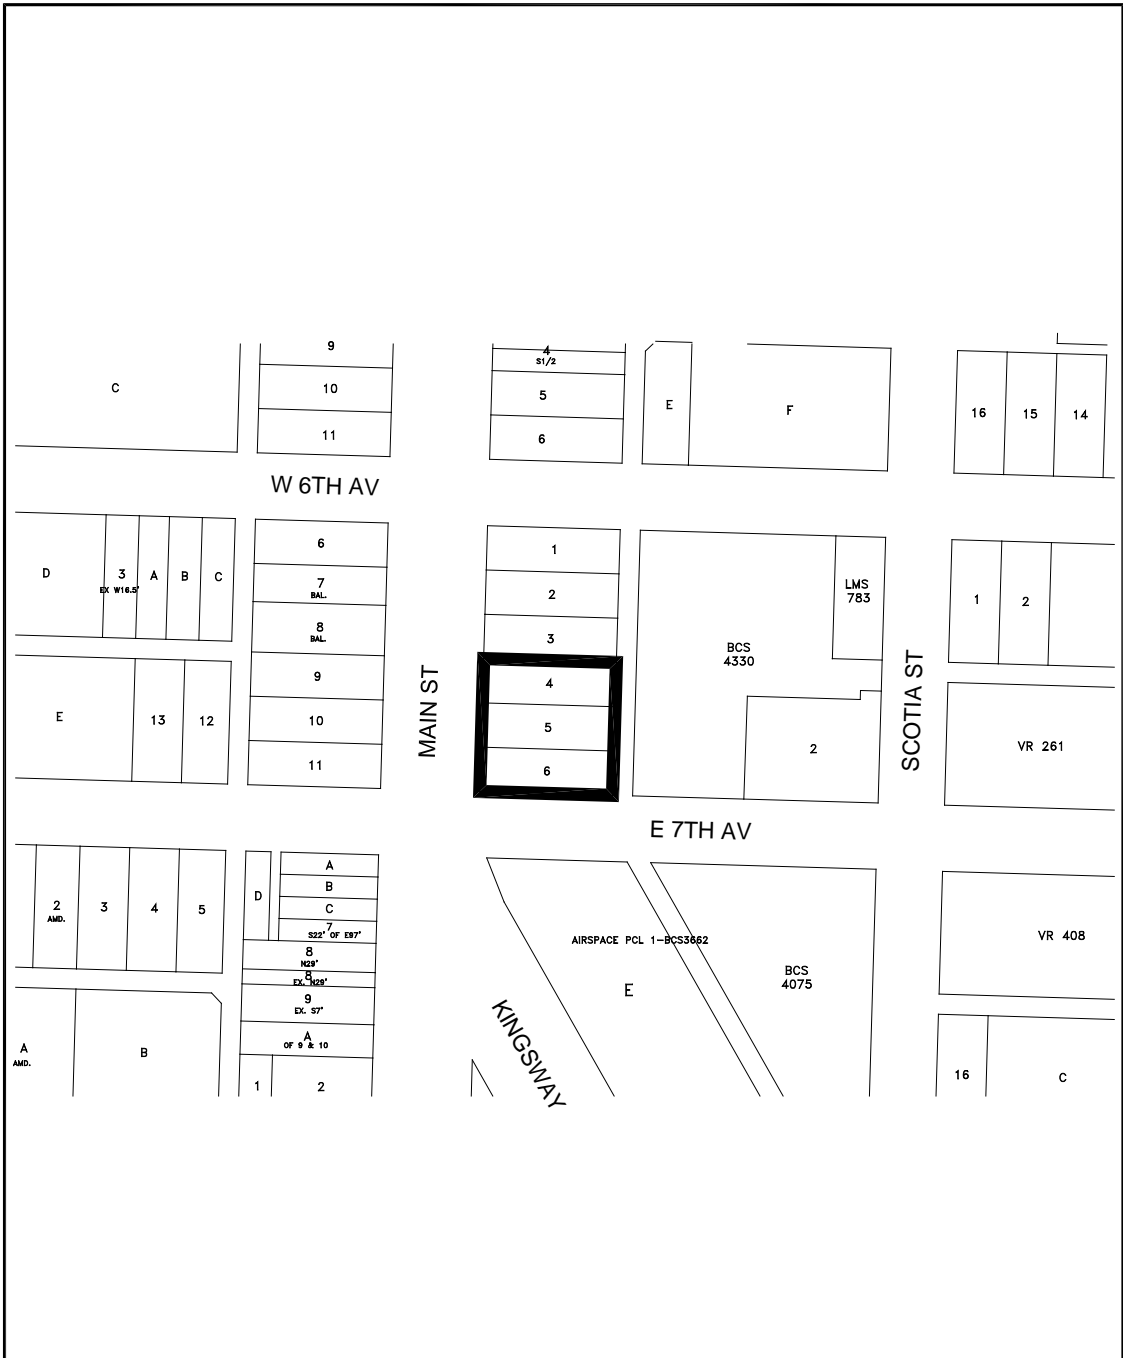 9
4
S1/2
C
10
5
E
F
16
15
14
11
6
W 6TH AV
6
1
D
3
EX W16.5'
A
B
C
7
BAL.
2
LMS
783
1
2
8
BAL.
3
BCS
4330
9
4
MAIN ST
SCOTIA ST
E
13
12
10
5
2
VR 261
11
6
E 7TH AV
A
B
C
D
7
S22' OF E97'
2
AMD.
3
4
5
8
N29'
8
EX. N29'
9
EX. S7'
A
OF 9 & 10
AIRSPACE PCL 1-BCS3662
E
BCS
4075
VR 408
KINGSWAY
A
AMD.
B
1
2
16
C